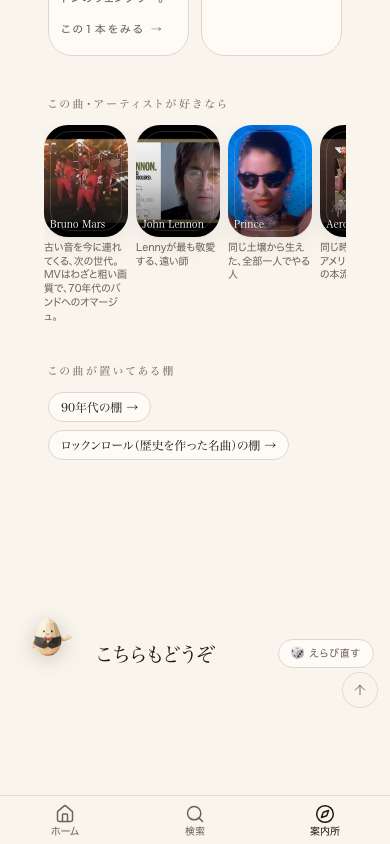 この1本をみる →
この曲・アーティストが好きなら
Bruno Mars
John Lennon
Prince
Aero
古い音を今に連れ
てくる、次の世代。
MVはわざと粗い画
質で、70年代のバ
ンドへのオマージ
ュ。
Lennyが最も敬愛
する、遠い師
同じ土壌から生え
た、全部一人でやる
人
同じ時
アメリ
の本流
この曲が置いてある棚
90年代の棚 →
ロックンロール（歴史を作った名曲）の棚 →
こちらもどうぞ
えらび直す
ホーム
検索
案内所